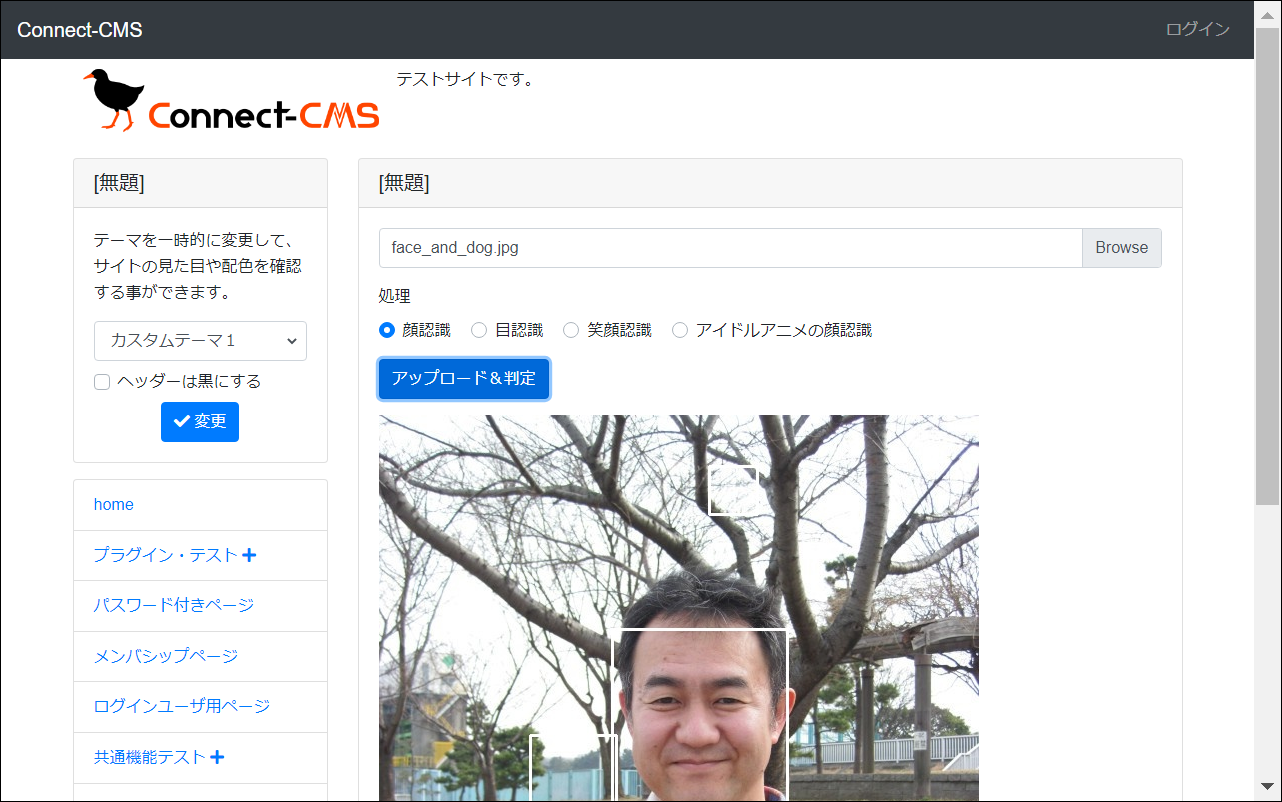 Connect-CMS
ログイン
Connect-CMS
テストサイトです。
[無題]
テーマを一時的に変更して、
サイトの見た目や配色を確認
する事ができます。
カスタムテーマ１
ヘッダーは黒にする
変更
home
プラグイン・テスト
パスワード付きページ
メンバシップページ
ログインユーザ用ページ
共通機能テスト
[無題]
face_and_dog.jpg
Browse
処理
顔認識 目認識 笑顔認識 アイドルアニメの顔認識
アップロード＆判定